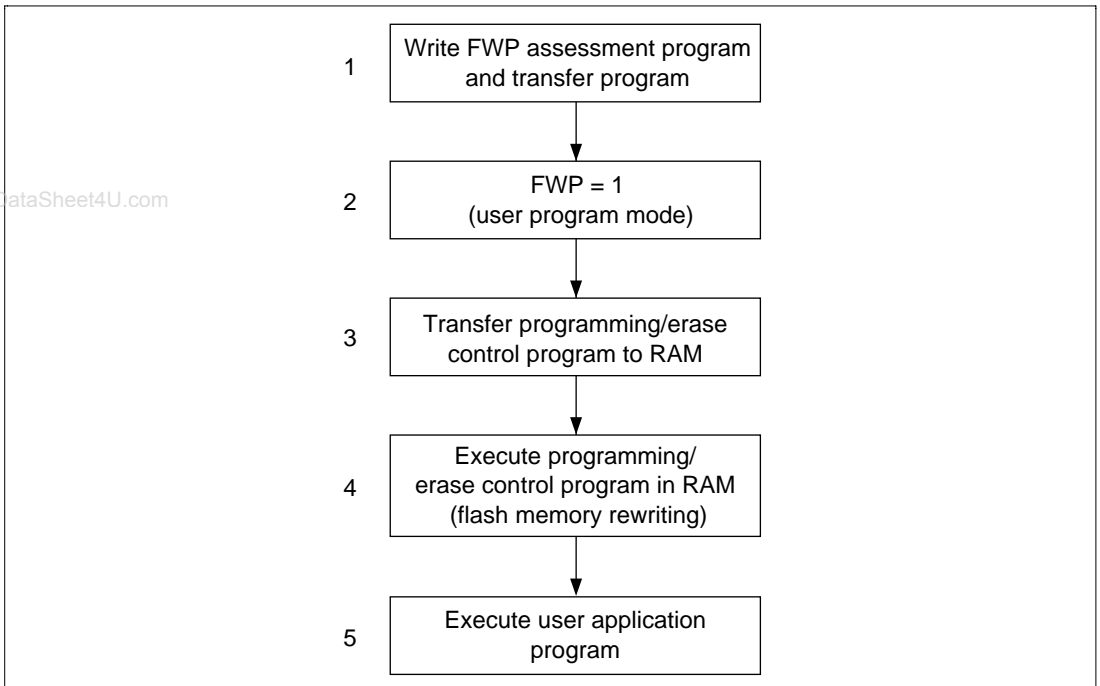 1
Write FWP assessment program
and transfer program
DataSheet4U.com
2
FWP = 1
(user program mode)
3
Transfer programming/erase
control program to RAM
4
Execute programming/
erase control program in RAM
(flash memory rewriting)
5
Execute user application
program